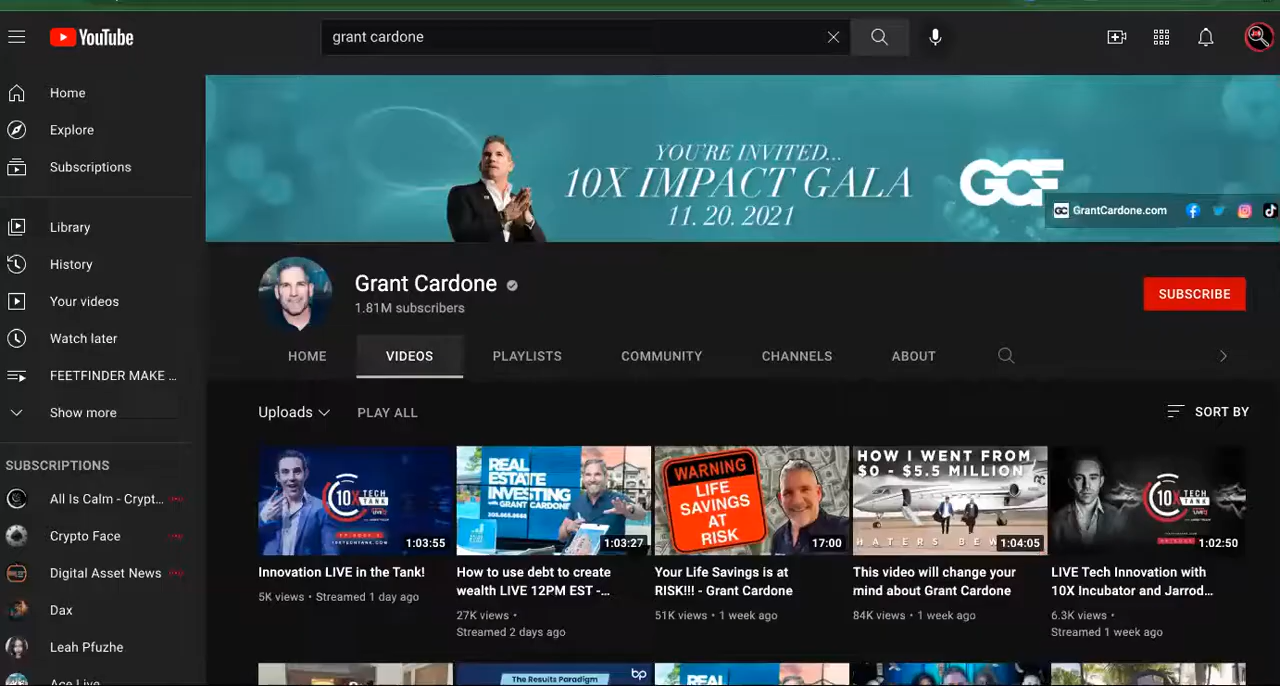 YouTube
grant cardone
Home
Explore
Subscriptions
Library
History
Your videos
Watch later
FEETFINDER MAKE ...
Show more
SUBSCRIPTIONS
All Is Calm - Crypt...
Crypto Face
Digital Asset News
Dax
Leah Pfuzhe
Ace Live
YOU'RE INVITED...
10X IMPACT GALA
11. 20. 2021
GCF
GC GrantCardone.com
Grant Cardone
1.81M subscribers
SUBSCRIBE
HOME VIDEOS PLAYLISTS COMMUNITY CHANNELS ABOUT
Uploads PLAY ALL SORT BY
10X TECH
TANK
1:03:55
Innovation LIVE in the Tank!
5K views • Streamed 1 day ago
REAL
ESTATE
INVESTING
WITH GRANT CARDONE
1:03:27
How to use debt to create
wealth LIVE 12PM EST -...
27K views •
Streamed 2 days ago
WARNING
LIFE
SAVINGS
AT
RISK
17:00
Your Life Savings is at
RISK!!! - Grant Cardone
51K views • 1 week ago
HOW I WENT FROM
$0 - $5.5 MILLION
HATERS BEW
1:04:05
This video will change your
mind about Grant Cardone
84K views • 1 week ago
10X TECH
TANK
1:02:50
LIVE Tech Innovation with
10X Incubator and Jarrod...
6.3K views •
Streamed 1 week ago
The Results Paradigm
bp
REAL